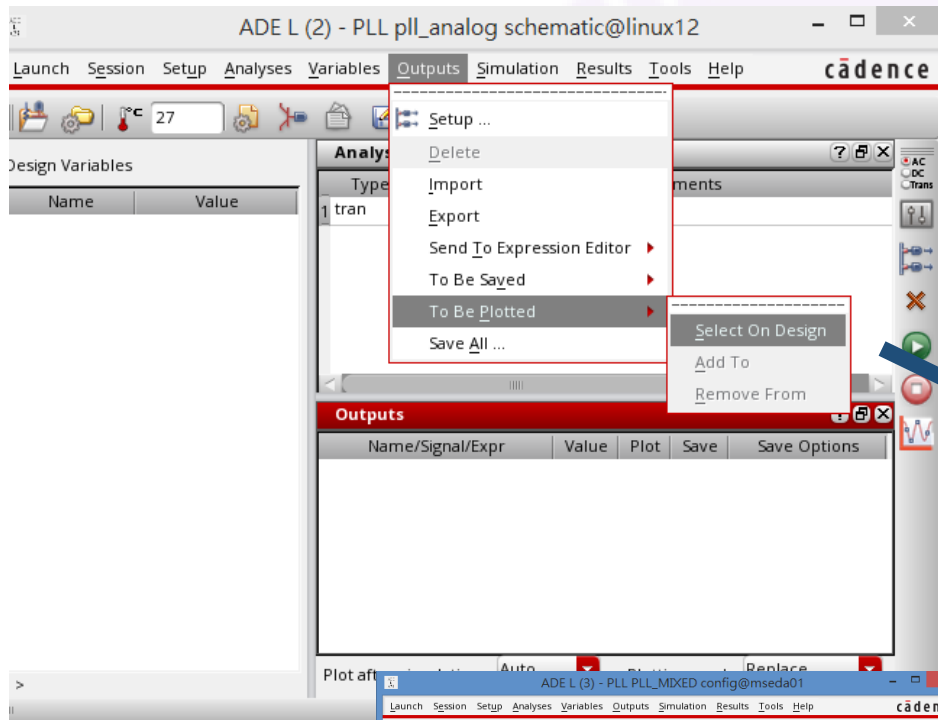 ADE L (2) - PLL pll_analog schematic@linux12
Launch Session Setup Analyses Variables Outputs Simulation Results Tools Help cādence
°C 27
Setup ...
Delete
Import
Export
Send To Expression Editor
To Be Saved
To Be Plotted
Save All ...
Select On Design
Add To
Remove From
Design Variables
Name Value
Analys
Type ments
1 tran
AC
DC
Trans
Outputs
Name/Signal/Expr Value Plot Save Save Options
Plot aft Auto Replace
>
ADE L (3) - PLL PLL_MIXED config@mseda01
Launch Session Setup Analyses Variables Outputs Simulation Results Tools Help cāden